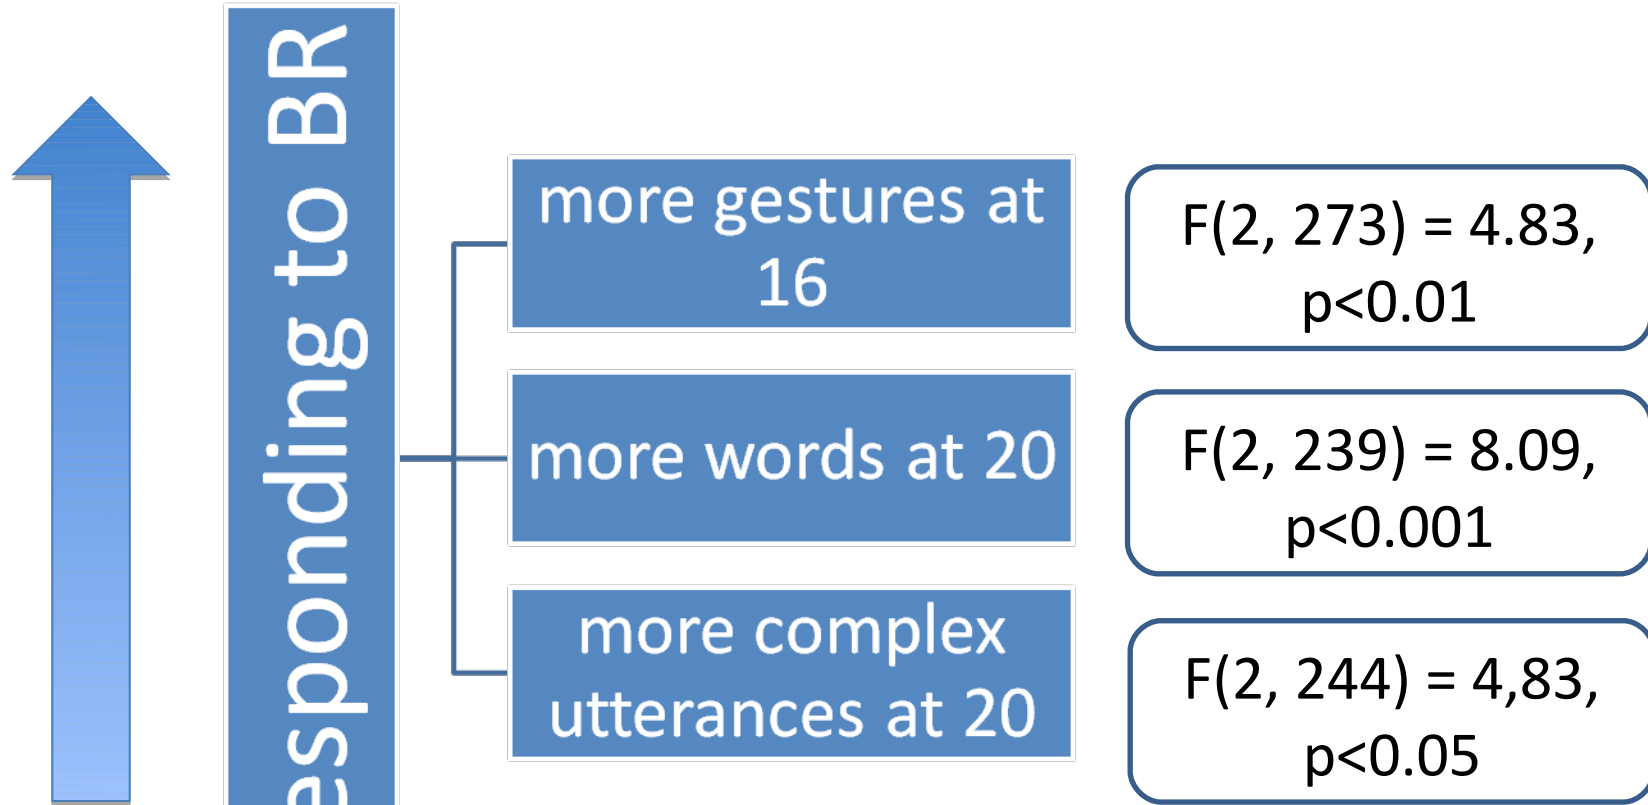 esponding to BR
more gestures at
16
F(2, 273) = 4.83,
p<0.01
more words at 20
F(2, 239) = 8.09,
p<0.001
more complex
utterances at 20
F(2, 244) = 4,83,
p<0.05